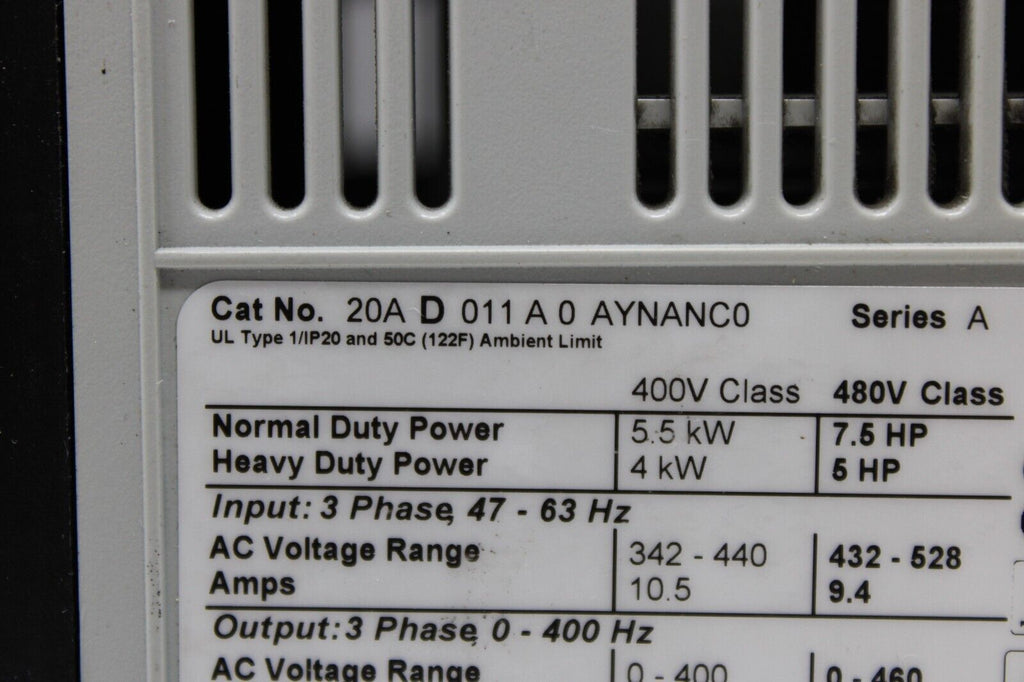 Cat No. 20A D 011 A 0 AYNANC0 Series A
UL Type 1/IP20 and 50C (122F) Ambient Limit
400V Class 480V Class
Normal Duty Power 5.5 kW 7.5 HP
Heavy Duty Power 4 kW 5 HP
Input: 3 Phase, 47 - 63 Hz
AC Voltage Range 342 - 440 432 - 528
Amps 10.5 9.4
Output: 3 Phase, 0 - 400 Hz
AC Voltage Range 0 - 400 0 - 460